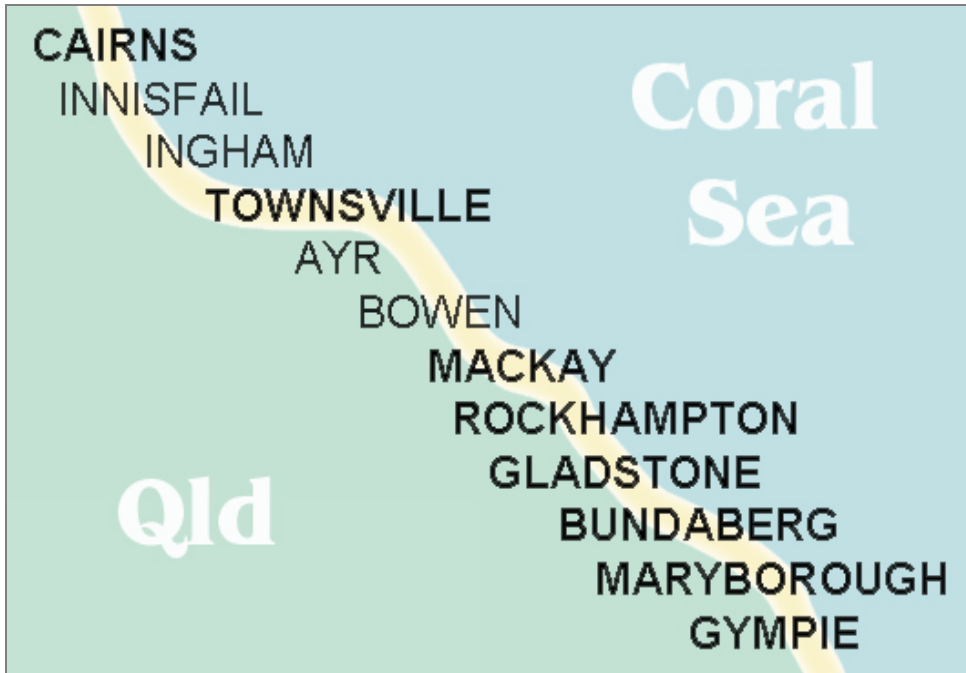 CAIRNS
INNISFAIL
INGHAM
TOWNSVILLE
AYR
BOWEN
MACKAY
ROCKHAMPTON
GLADSTONE
BUNDABERG
MARYBOROUGH
GYMPIE
Coral
Sea
Qld